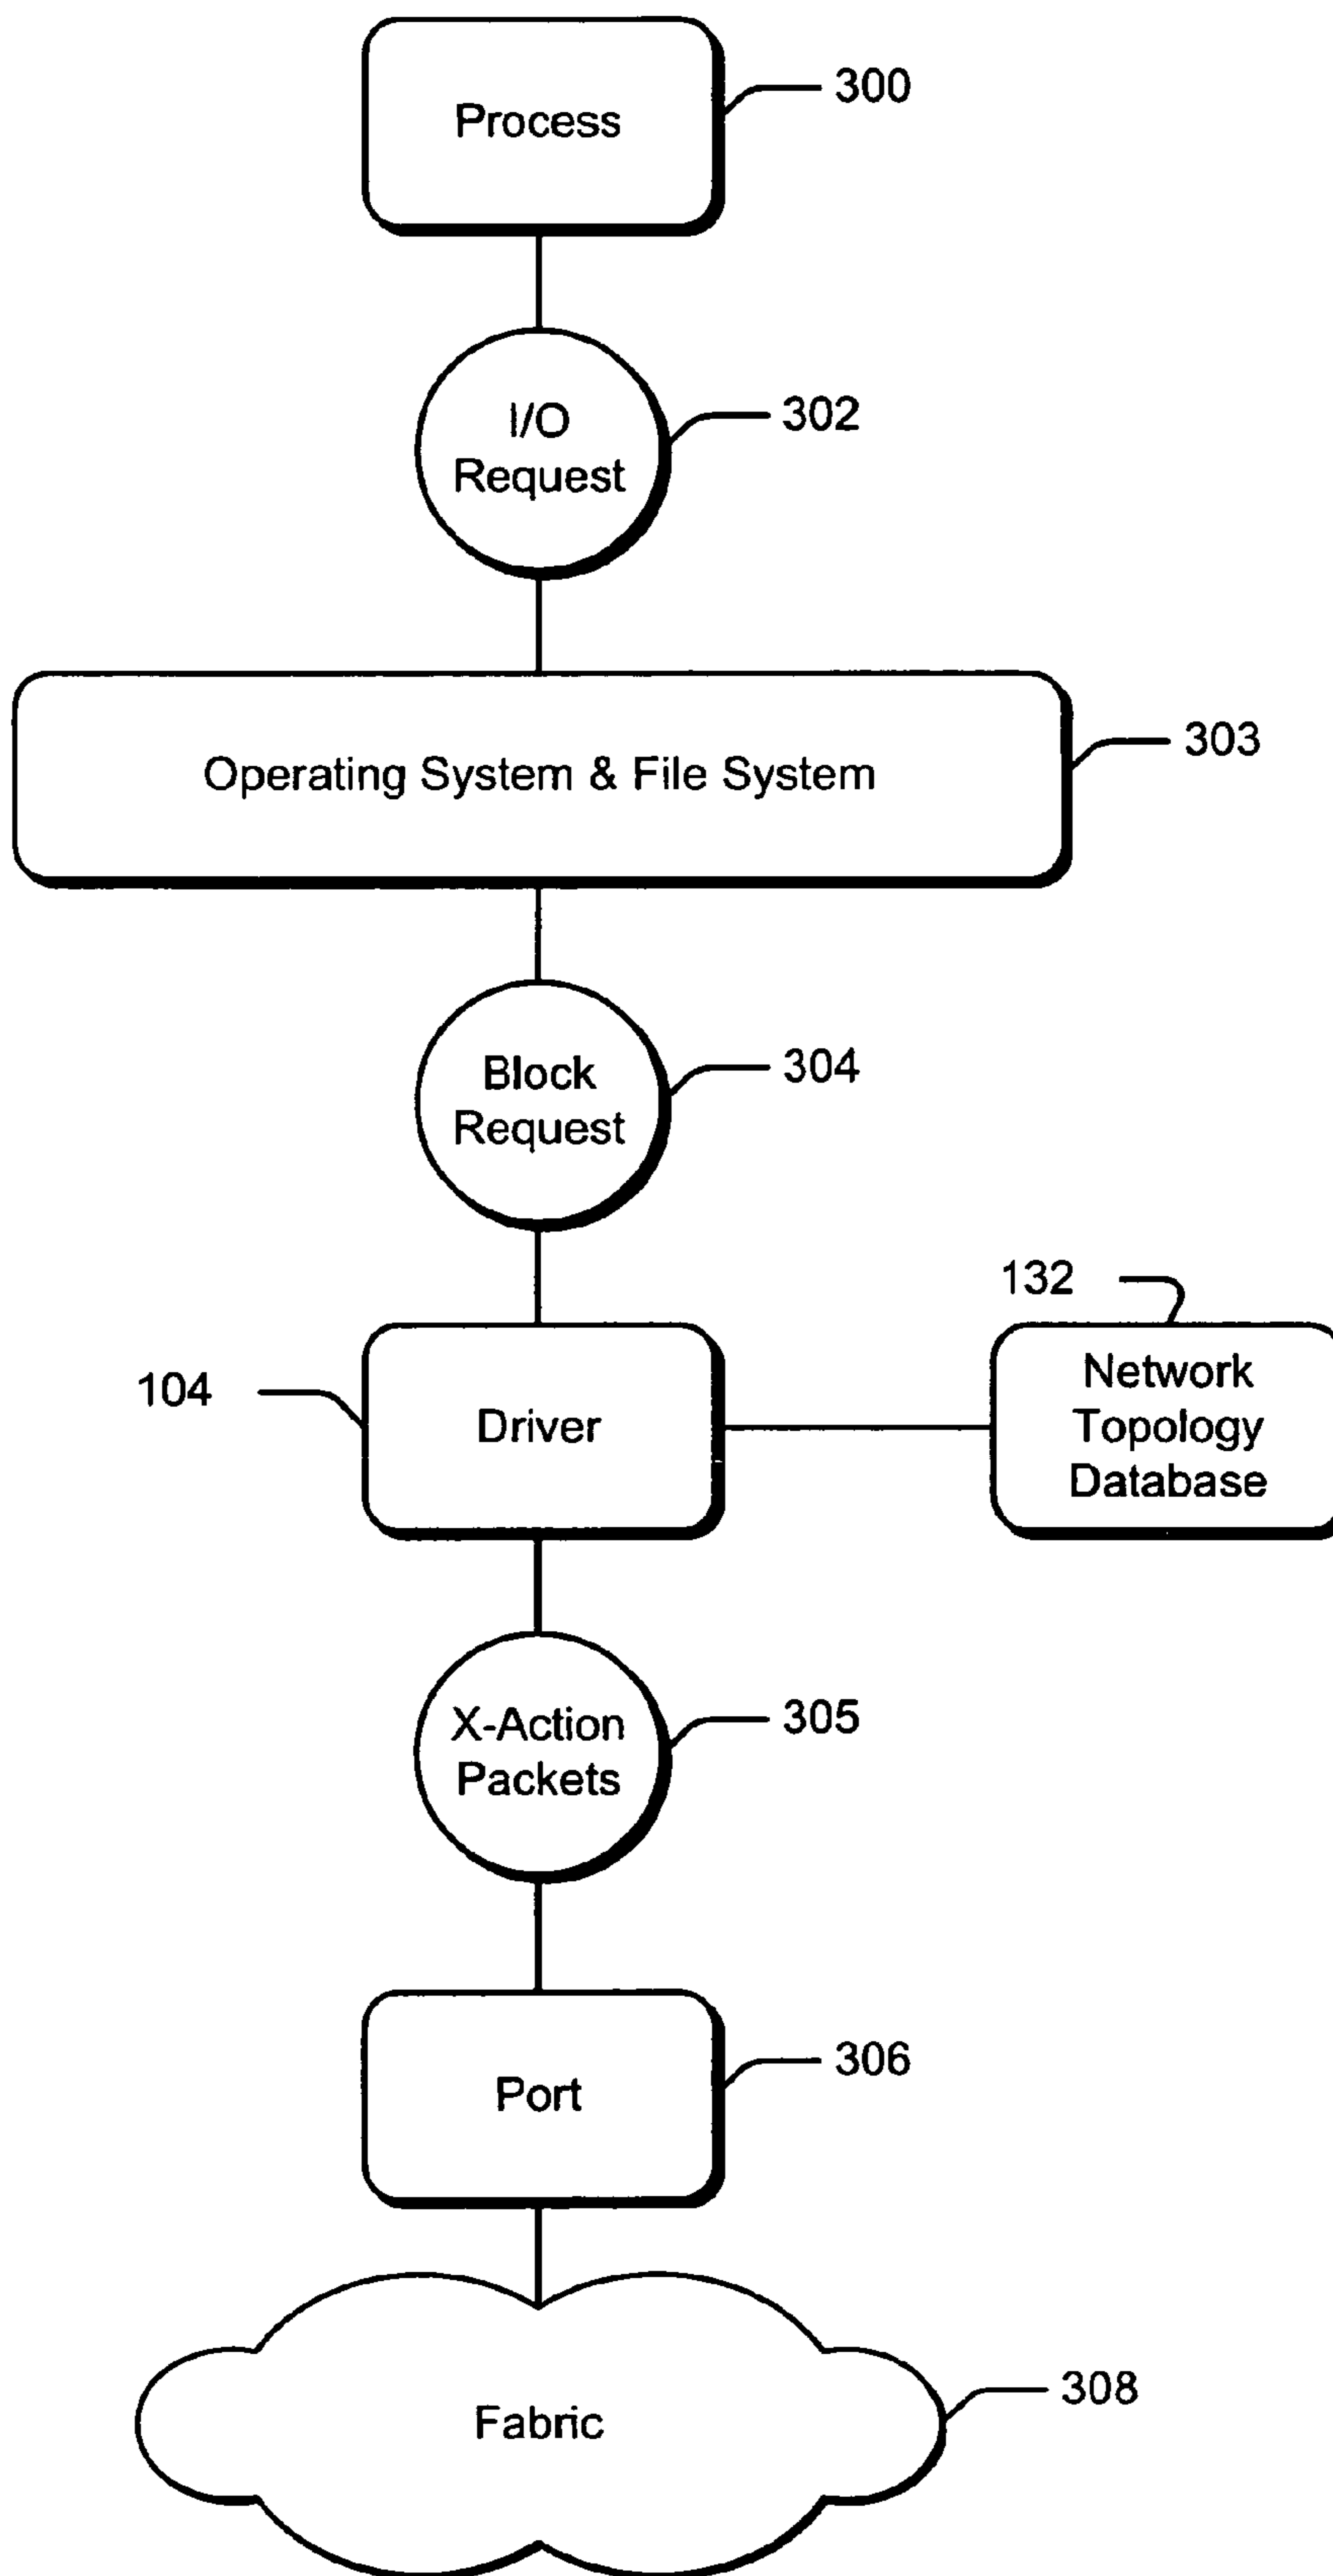 Process
300
I/O
Request
302
Operating System & File System
303
Block
Request
304
132
104
Driver
Network
Topology
Database
X-Action
Packets
305
Port
306
Fabric
308